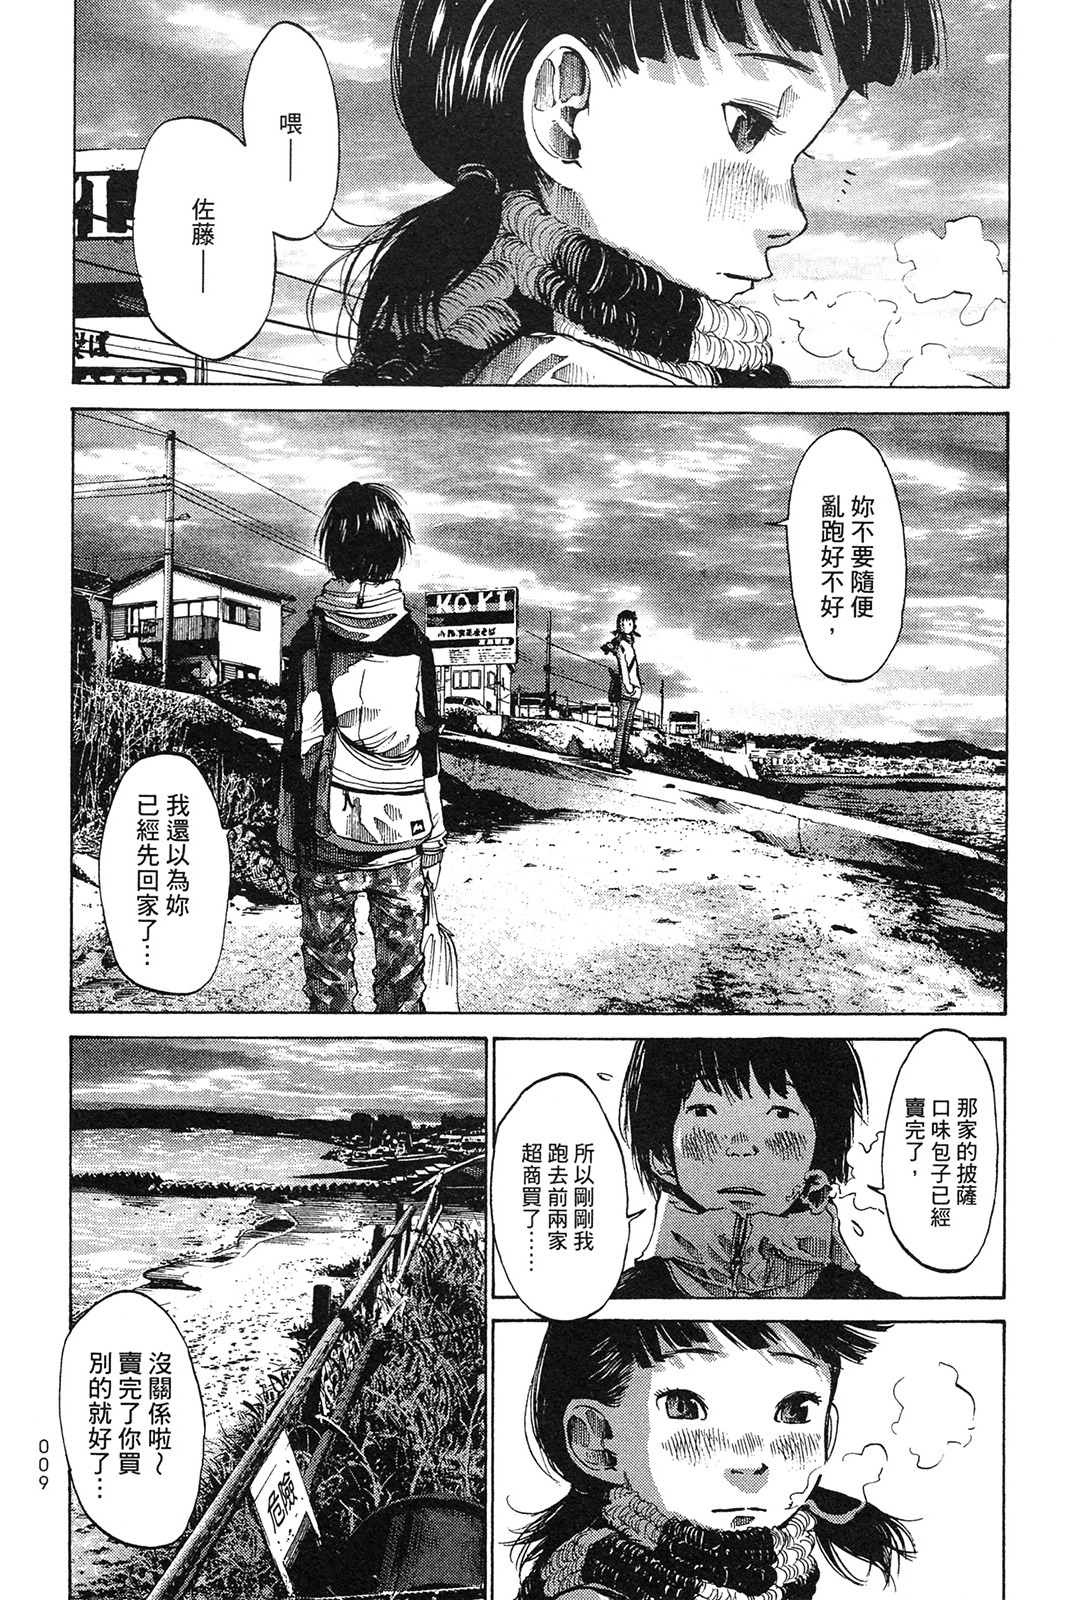 喂——
佐藤——
そば
妳不要隨便
亂跑好不好，
KOKI
我還以為妳
已經先回家了…
那家的披薩
口味包子已經
賣完了，
所以剛剛我
跑去前兩家
超商買了……
沒關係啦～
賣完了你買
別的就好了…
危險
009